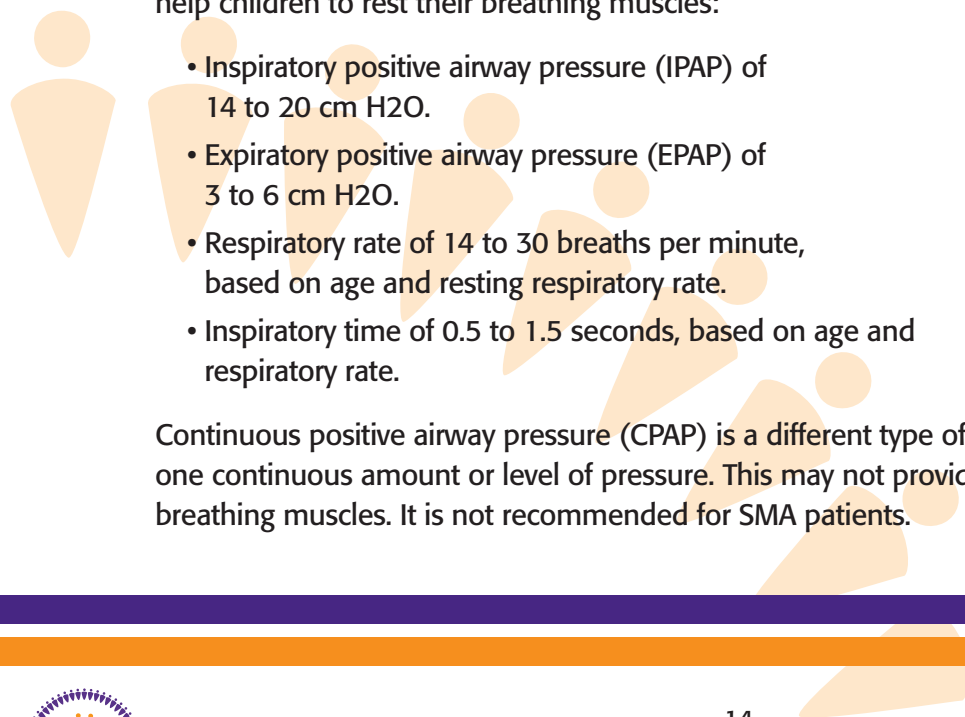 help children to rest their breathing muscles:
• Inspiratory positive airway pressure (IPAP) of
14 to 20 cm H2O.
• Expiratory positive airway pressure (EPAP) of
3 to 6 cm H2O.
• Respiratory rate of 14 to 30 breaths per minute,
based on age and resting respiratory rate.
• Inspiratory time of 0.5 to 1.5 seconds, based on age and
respiratory rate.
Continuous positive airway pressure (CPAP) is a different type of
one continuous amount or level of pressure. This may not
breathing muscles. It is not recommended for SMA patients.
14